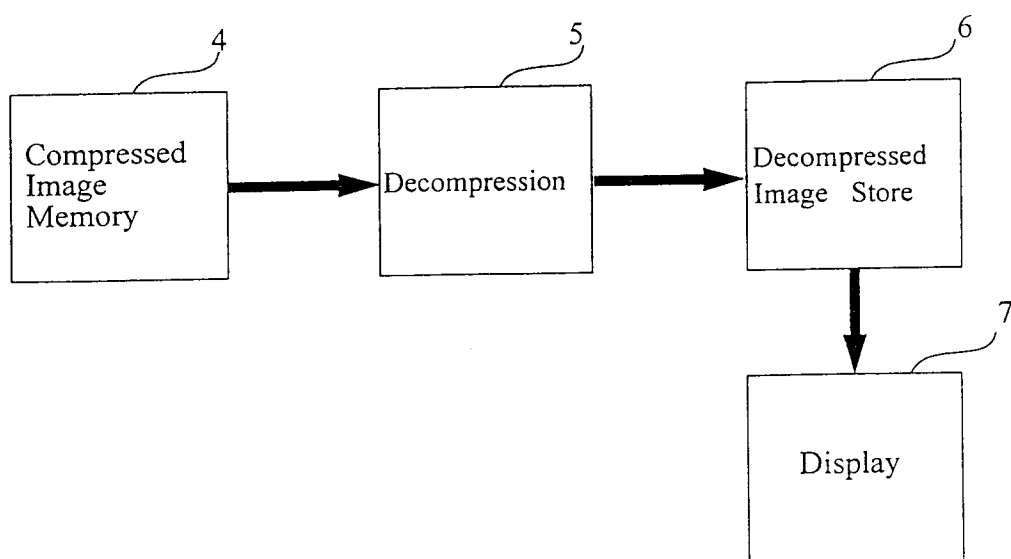 4
5
6
Compressed
Image
Memory
Decompression
Decompressed
Image Store
7
Display